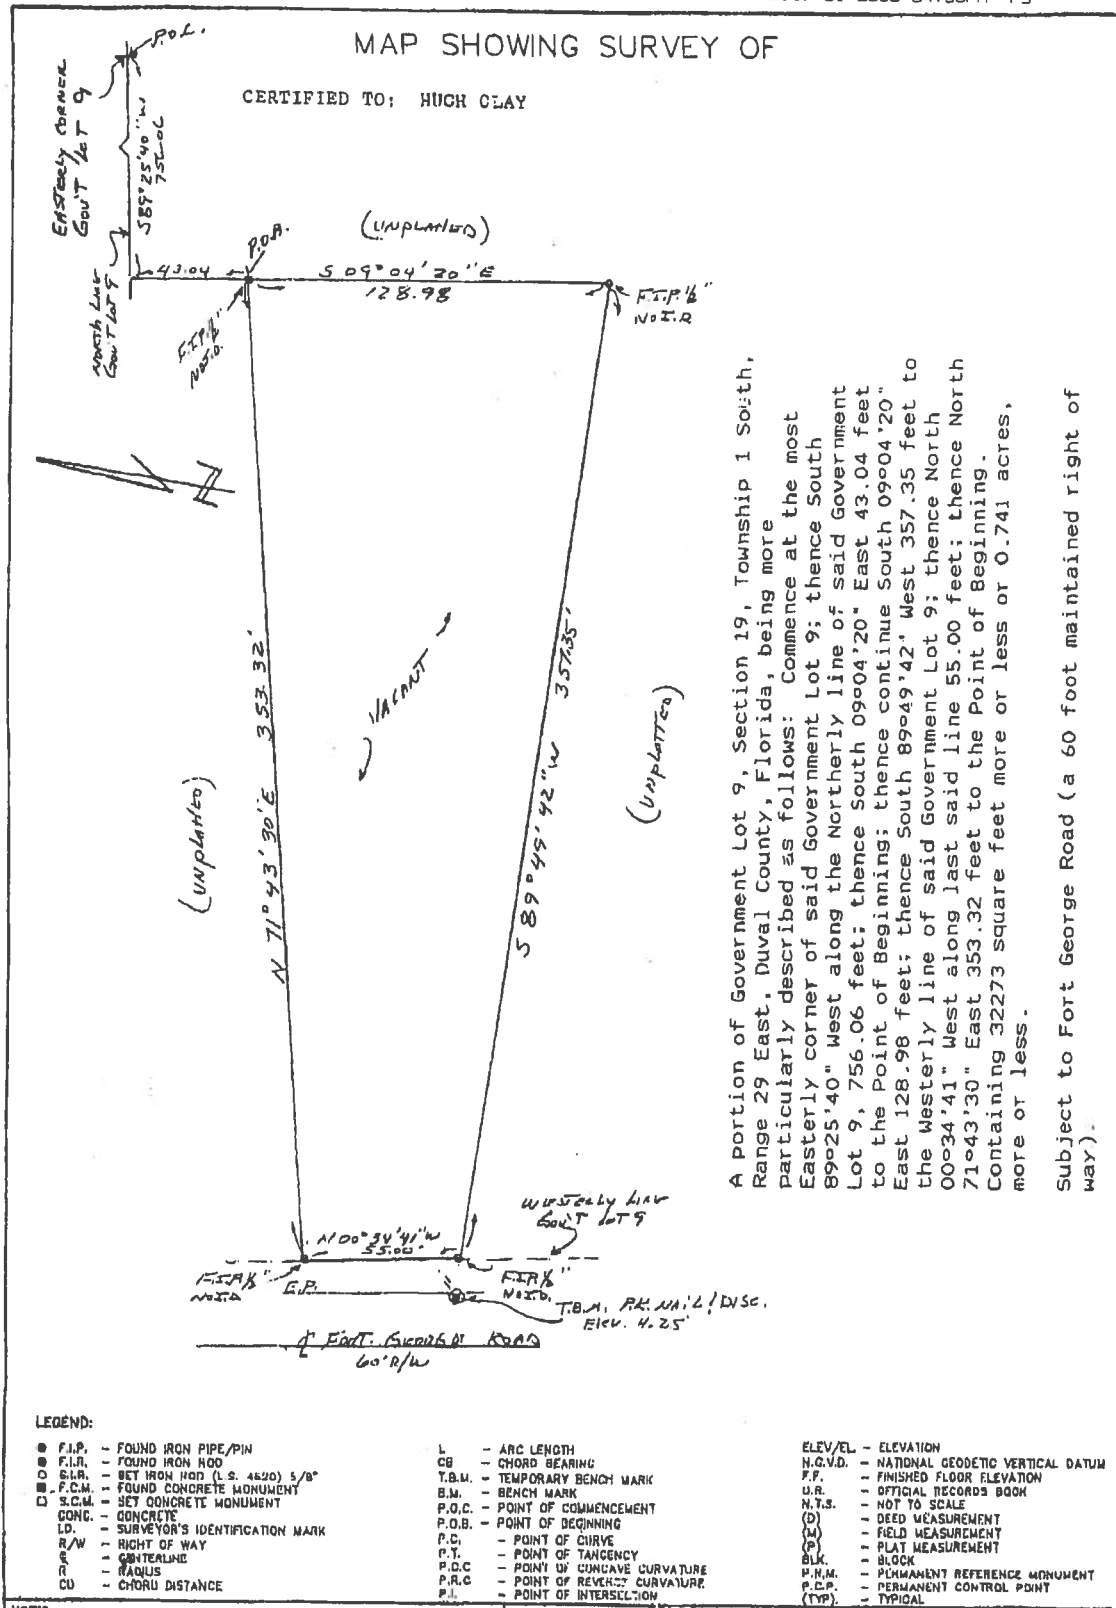 MAP SHOWING SURVEY OF
CERTIFIED TO: HUGH CLAY
P.O.C.
EASTERLY CORNER
GOV'T LOT 9
S89°25'40"W
756.06
NORTH LINE
GOV'T LOT 9
43.04
P.O.B.
(UNPLATTED)
S 09° 04' 20" E
128.98
F.I.P. 1/2"
NO I.D.
F.I.P. 1/2"
NO I.D.
N
N 71° 43' 30" E 353.32'
VACANT
S 89° 49' 42" W 357.35'
(UNPLATTED)
(UNPLATTED)
A portion of Government Lot 9, Section 19, Township 1 South,
Range 29 East, Duval County, Florida, being more
particularly described as follows: Commence at the most
Easterly corner of said Government Lot 9; thence South
89°25'40" West along the Northerly line of said Government
Lot 9, 756.06 feet; thence South 09°04'20" East 43.04 feet
to the Point of Beginning; thence continue South 09°04'20"
East 128.98 feet; thence South 89°49'42" West 357.35 feet to
the Westerly line of said Government Lot 9; thence North
00°34'41" West along last said line 55.00 feet; thence North
71°43'30" East 353.32 feet to the Point of Beginning.
Containing 32273 square feet more or less or 0.741 acres,
more or less.
Subject to Fort George Road (a 60 foot maintained right of
way).
WESTERLY LINE
GOV'T LOT 9
N 00° 34' 41" W
55.00'
F.I.P. 1/2"
NO I.D.
E.P.
F.I.P. 1/2"
NO I.D.
T.B.M. P.K. NAIL / DISC.
Elev. 4.25
℄ FORT GEORGE ROAD
60' R/W
LEGEND:
F.I.P. - FOUND IRON PIPE/PIN
F.I.R. - FOUND IRON ROD
S.I.R. - SET IRON ROD (L.S. 4620) 5/8"
F.C.M. - FOUND CONCRETE MONUMENT
S.C.M. - SET CONCRETE MONUMENT
CONC. - CONCRETE
I.D. - SURVEYOR'S IDENTIFICATION MARK
R/W - RIGHT OF WAY
℄ - CENTERLINE
R - RADIUS
CD - CHORD DISTANCE
L - ARC LENGTH
CB - CHORD BEARING
T.B.M. - TEMPORARY BENCH MARK
B.M. - BENCH MARK
P.O.C. - POINT OF COMMENCEMENT
P.O.B. - POINT OF BEGINNING
P.C. - POINT OF CURVE
P.T. - POINT OF TANGENCY
P.C.C - POINT OF CONCAVE CURVATURE
P.R.C - POINT OF REVERSE CURVATURE
P.I. - POINT OF INTERSECTION
ELEV/EL - ELEVATION
N.G.V.D. - NATIONAL GEODETIC VERTICAL DATUM
F.F. - FINISHED FLOOR ELEVATION
O.R. - OFFICIAL RECORDS BOOK
N.T.S. - NOT TO SCALE
(D) - DEED MEASUREMENT
(M) - FIELD MEASUREMENT
(P) - PLAT MEASUREMENT
BLK. - BLOCK
P.R.M. - PERMANENT REFERENCE MONUMENT
P.C.P. - PERMANENT CONTROL POINT
(TYP). - TYPICAL